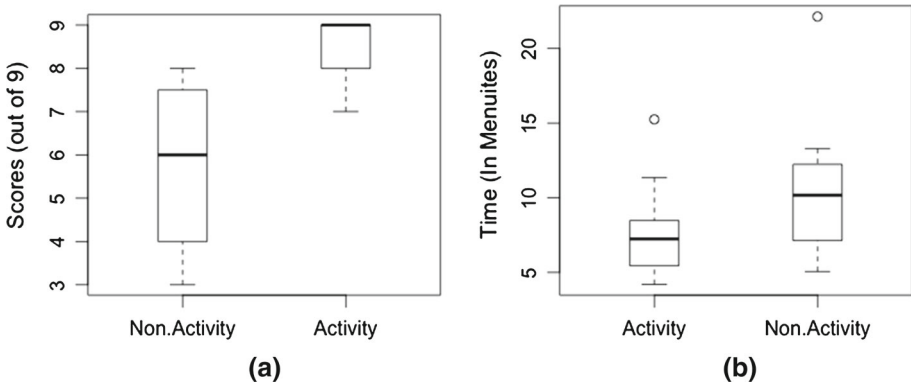 Scores (out of 9)
9
8
7
6
5
4
3
Non.Activity Activity
(a)
Time (In Menuites)
20
15
10
5
Activity Non.Activity
(b)